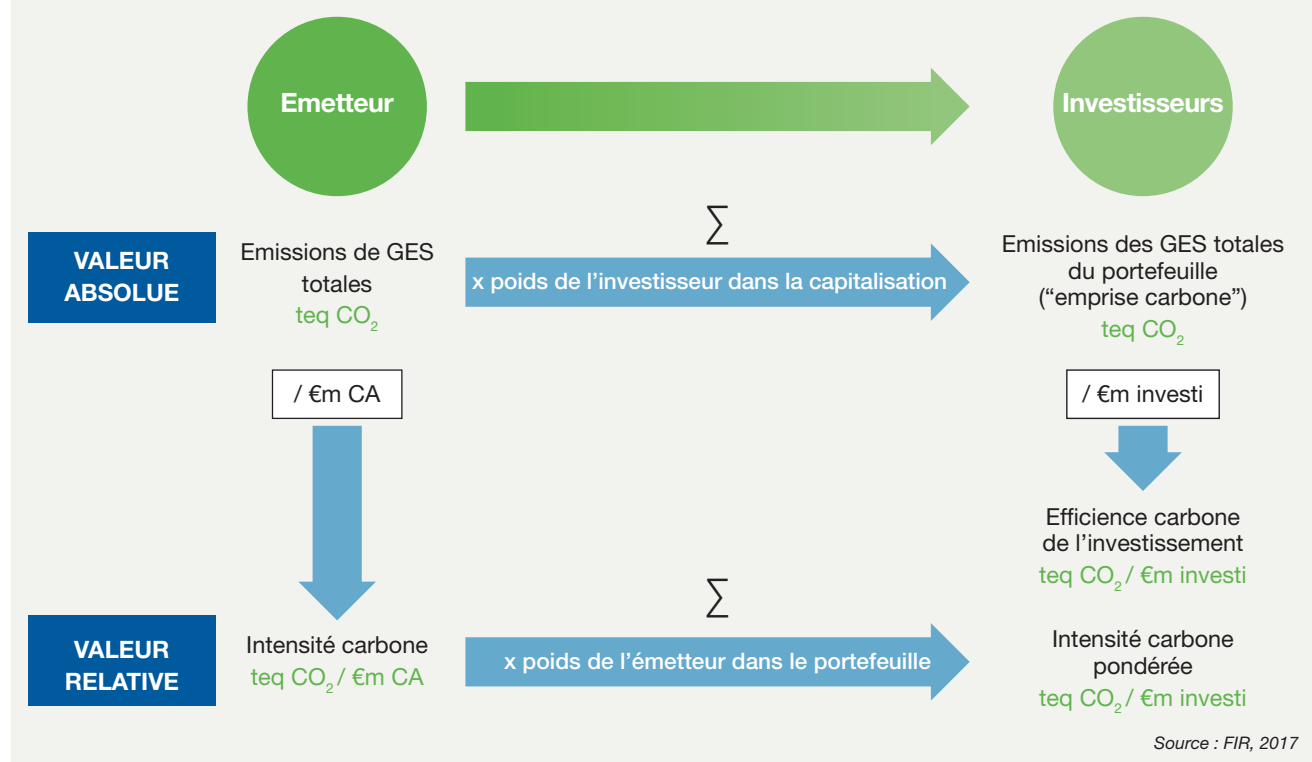 Emetteur
Investisseurs
VALEUR
ABSOLUE
Emissions de GES
totales
teq CO₂
∑
x poids de l’investisseur dans la capitalisation
Emissions des GES totales
du portefeuille
(“emprise carbone”)
teq CO₂
/ €m CA
/ €m investi
Efficience carbone
de l’investissement
teq CO₂ / €m investi
VALEUR
RELATIVE
Intensité carbone
teq CO₂ / €m CA
∑
x poids de l’émetteur dans le portefeuille
Intensité carbone
pondérée
teq CO₂ / €m investi
Source : FIR, 2017